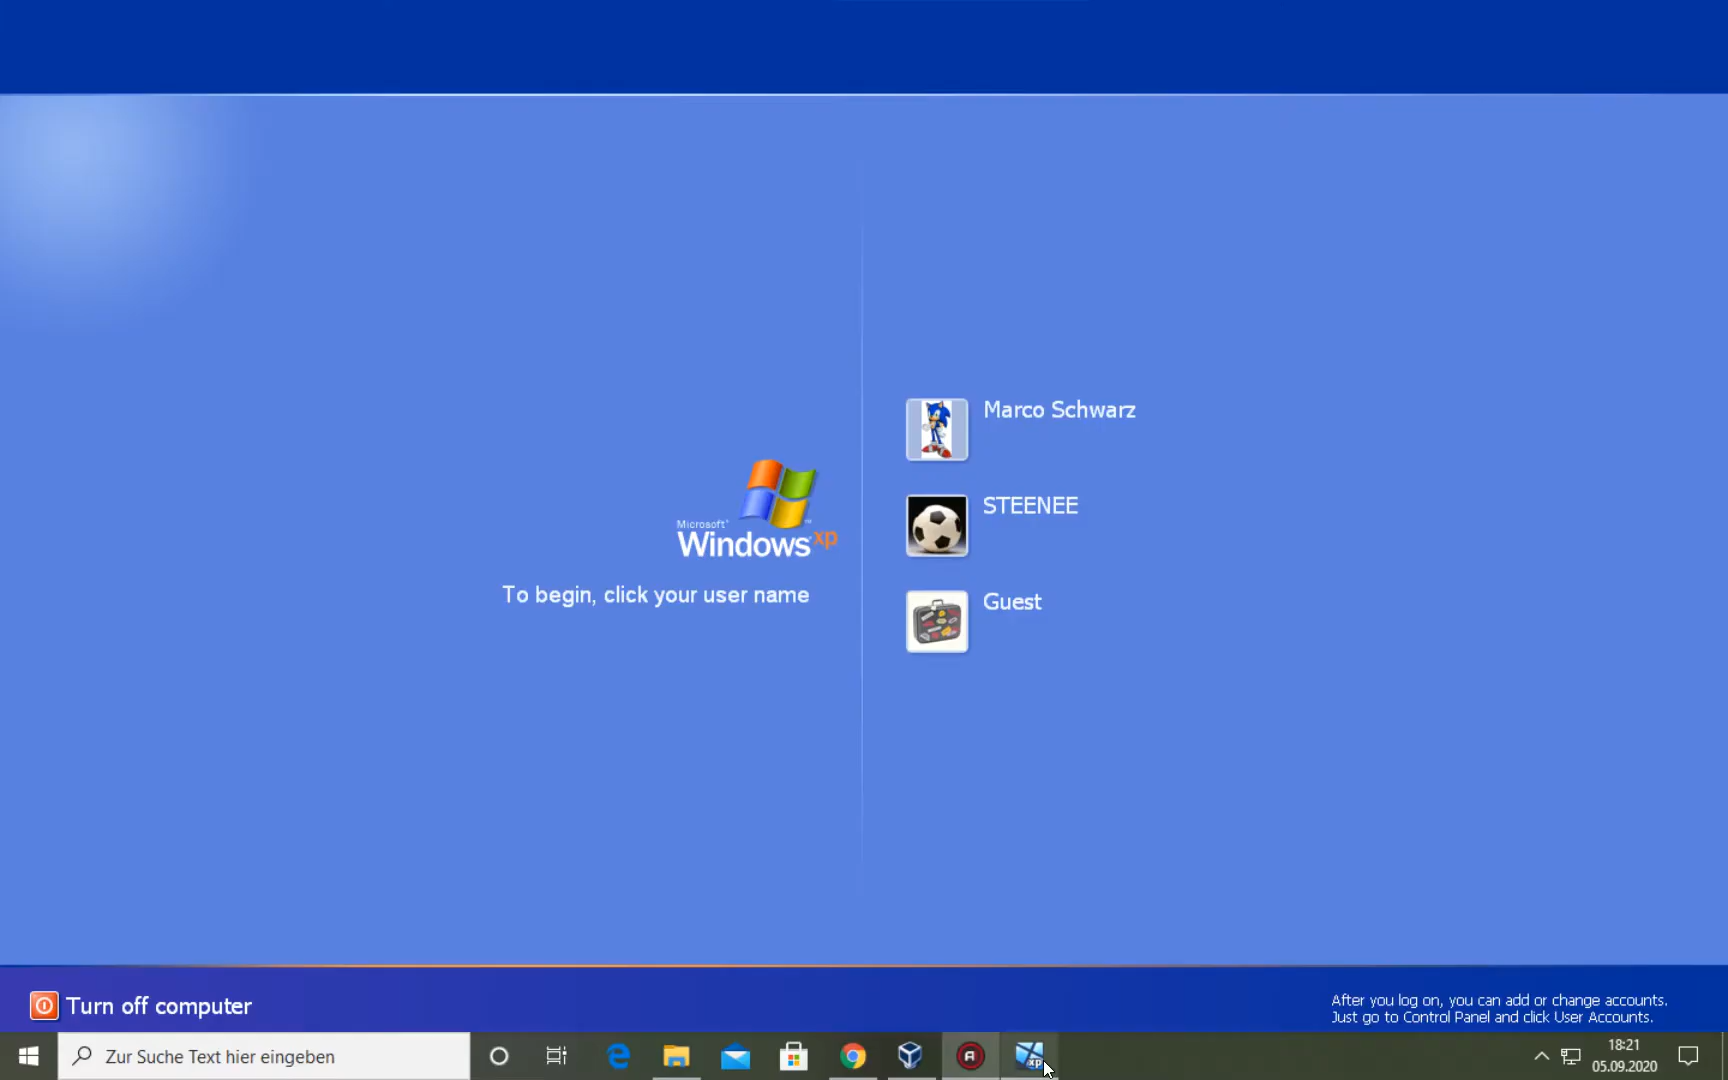 Marco Schwarz
STEENEE
Microsoft®
Windows xp
To begin, click your user name
Guest
Turn off computer
After you log on, you can add or change accounts.
Just go to Control Panel and click User Accounts.
Zur Suche Text hier eingeben
xp
18:21
05.09.2020